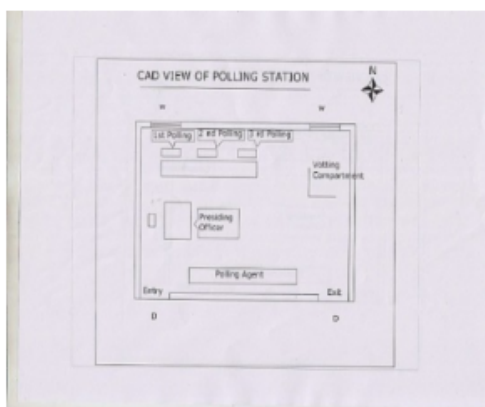 CAD VIEW OF POLLING STATION
N
W
W
1st Polling
2 nd Polling
3 rd Polling
Votting
Compartment
Presiding
Officer
Polling Agent
Entry
Exit
D
D